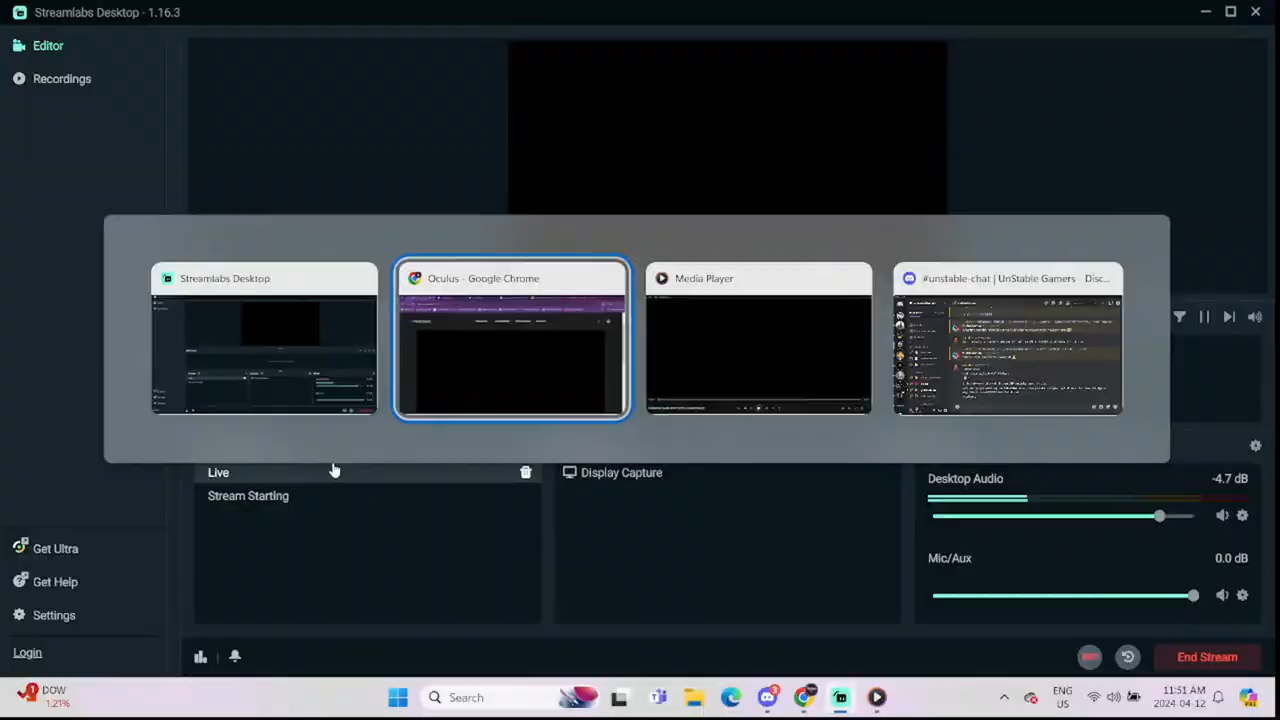 Streamlabs Desktop - 1.16.3
Editor
Recordings
Streamlabs Desktop
Oculus - Google Chrome
Media Player
#unstable-chat | UnStable Gamers Disc...
Live
Stream Starting
Display Capture
Desktop Audio
-4.7 dB
Mic/Aux
0.0 dB
Get Ultra
Get Help
Settings
Login
End Stream
1
DOW
1.21%
Search
3
ENG
US
11:51 AM
2024-04-12